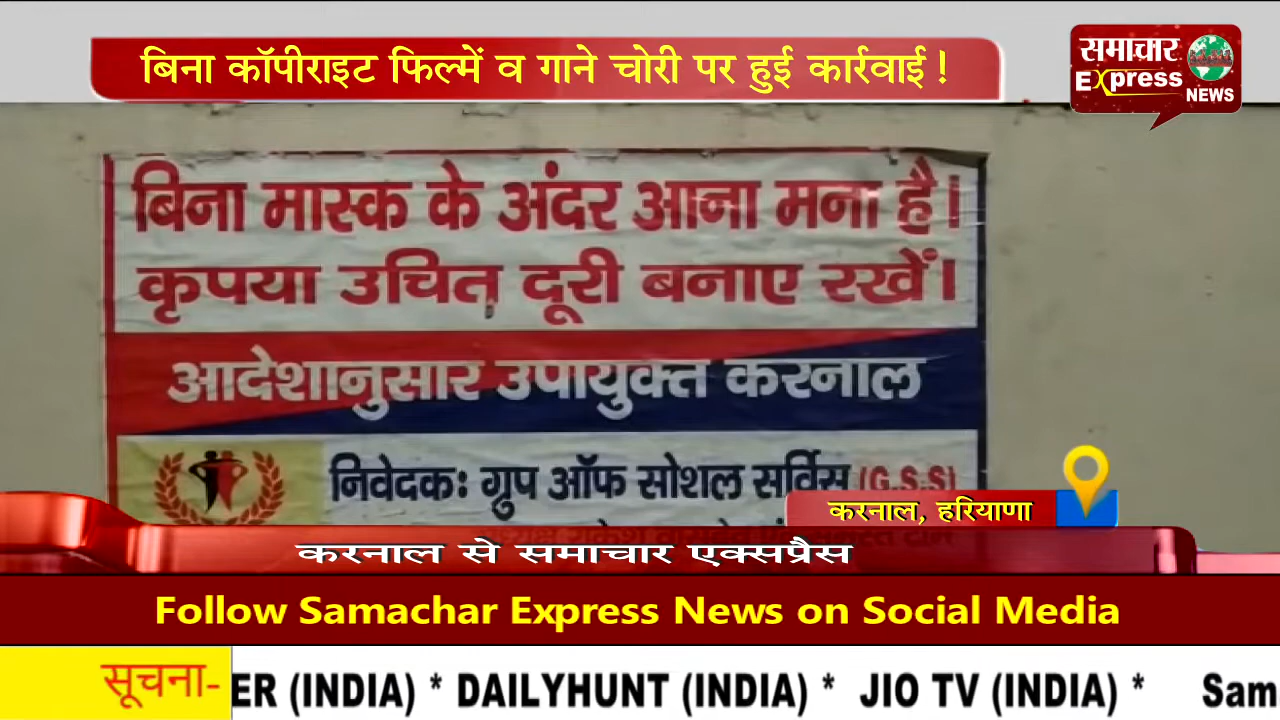 बिना कॉपीराइट फिल्में व गाने चोरी पर हुई कार्रवाई!
समाचार
Express
NEWS
बिना मास्क के अंदर आना मना है।
कृपया उचित दूरी बनाए रखें।
आदेशानुसार उपायुक्त करनाल
निवेदकः ग्रुप ऑफ सोशल सर्विस (G.S.S)
करनाल, हरियाणा
करनाल से समाचार एक्सप्रैस
Follow Samachar Express News on Social Media
सूचना-
ER (INDIA) * DAILYHUNT (INDIA) * JIO TV (INDIA) * Sam